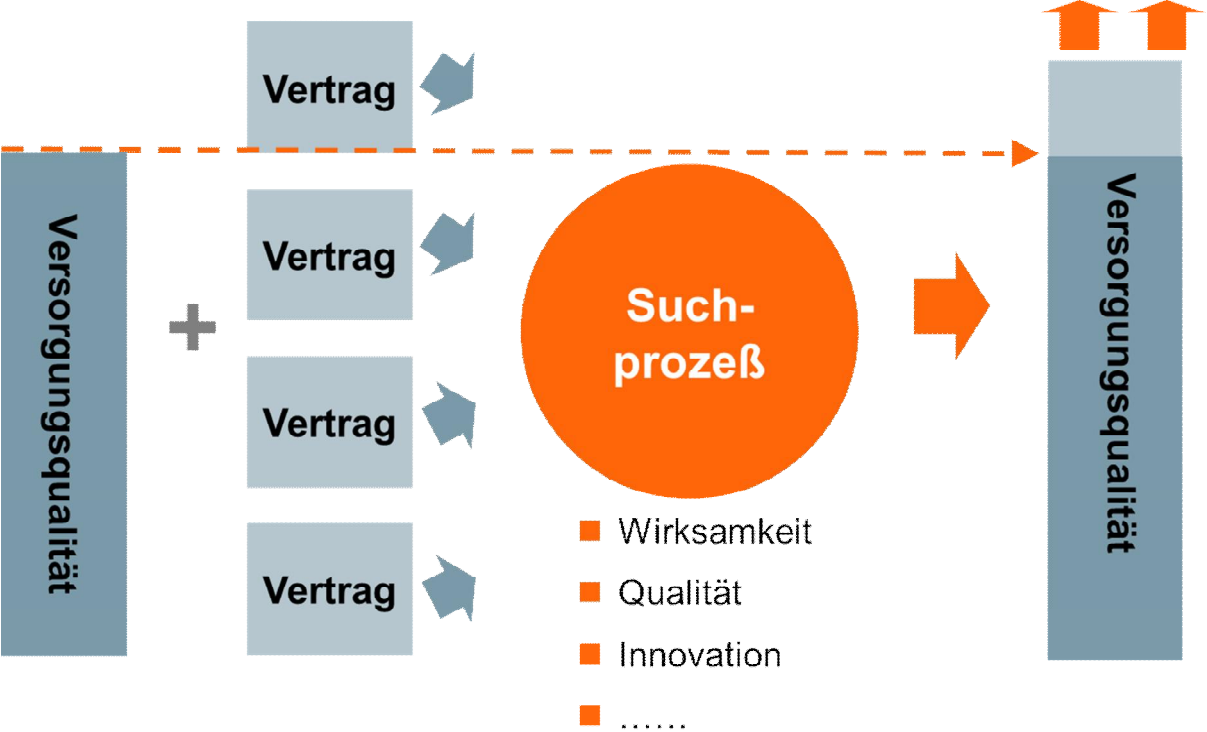 Versorgungsqualität
+
Vertrag
Vertrag
Vertrag
Vertrag
Such-
prozeß
Wirksamkeit
Qualität
Innovation
......
Versorgungsqualität